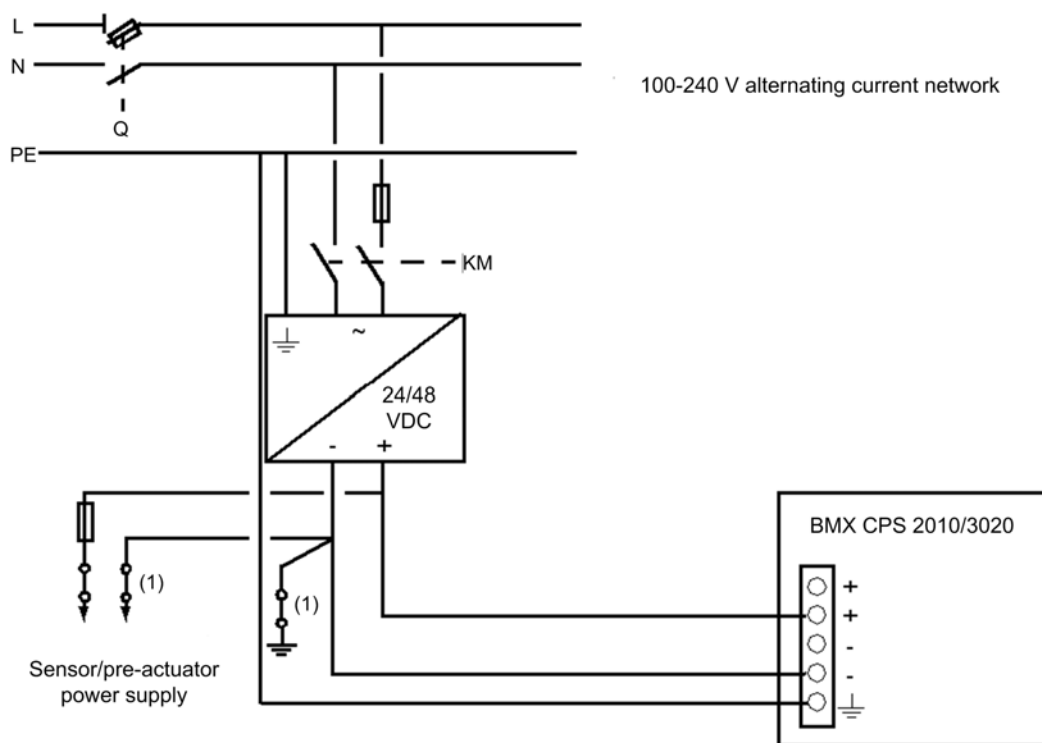 L
N
100-240 V alternating current network
Q
PE
KM
~
24/48
VDC
- +
BMX CPS 2010/3020
+
(1)
(1)
+
-
Sensor/pre-actuator
power supply
-